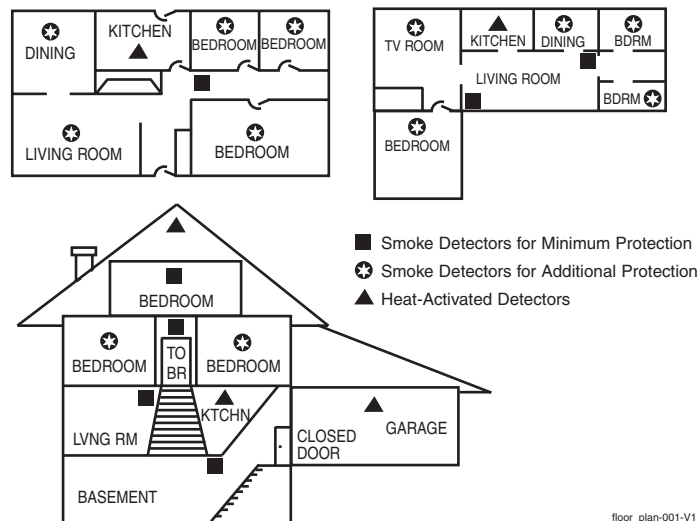 DINING
KITCHEN
BEDROOM
BEDROOM
LIVING ROOM
BEDROOM
TV ROOM
KITCHEN
DINING
BDRM
LIVING ROOM
BDRM
BEDROOM
Smoke Detectors for Minimum Protection
Smoke Detectors for Additional Protection
Heat-Activated Detectors
BEDROOM
BEDROOM
TO
BR
BEDROOM
LVNG RM
KTCHN
CLOSED
DOOR
GARAGE
BASEMENT
floor_plan-001-V1